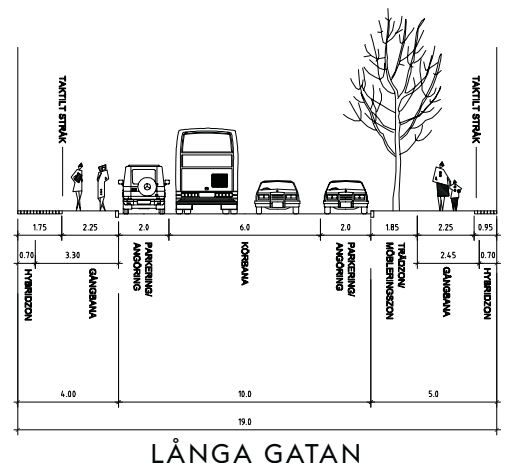 TAKTILT STRÅK
TAKTILT STRÅK
1.75 2.25 2.0 6.0 2.0 1.85 2.25 0.95
0.70 3.30 2.45 0.70
HYBRIDZON
GÅNGBANA
PARKERING/
ANGÖRING
KÖRBANA
PARKERING/
ANGÖRING
TRÄDZON/
MÖBLERINGSZON
GÅNGBANA
HYBRIDZON
4.00 10.0 5.0
19.0
LÅNGA GATAN